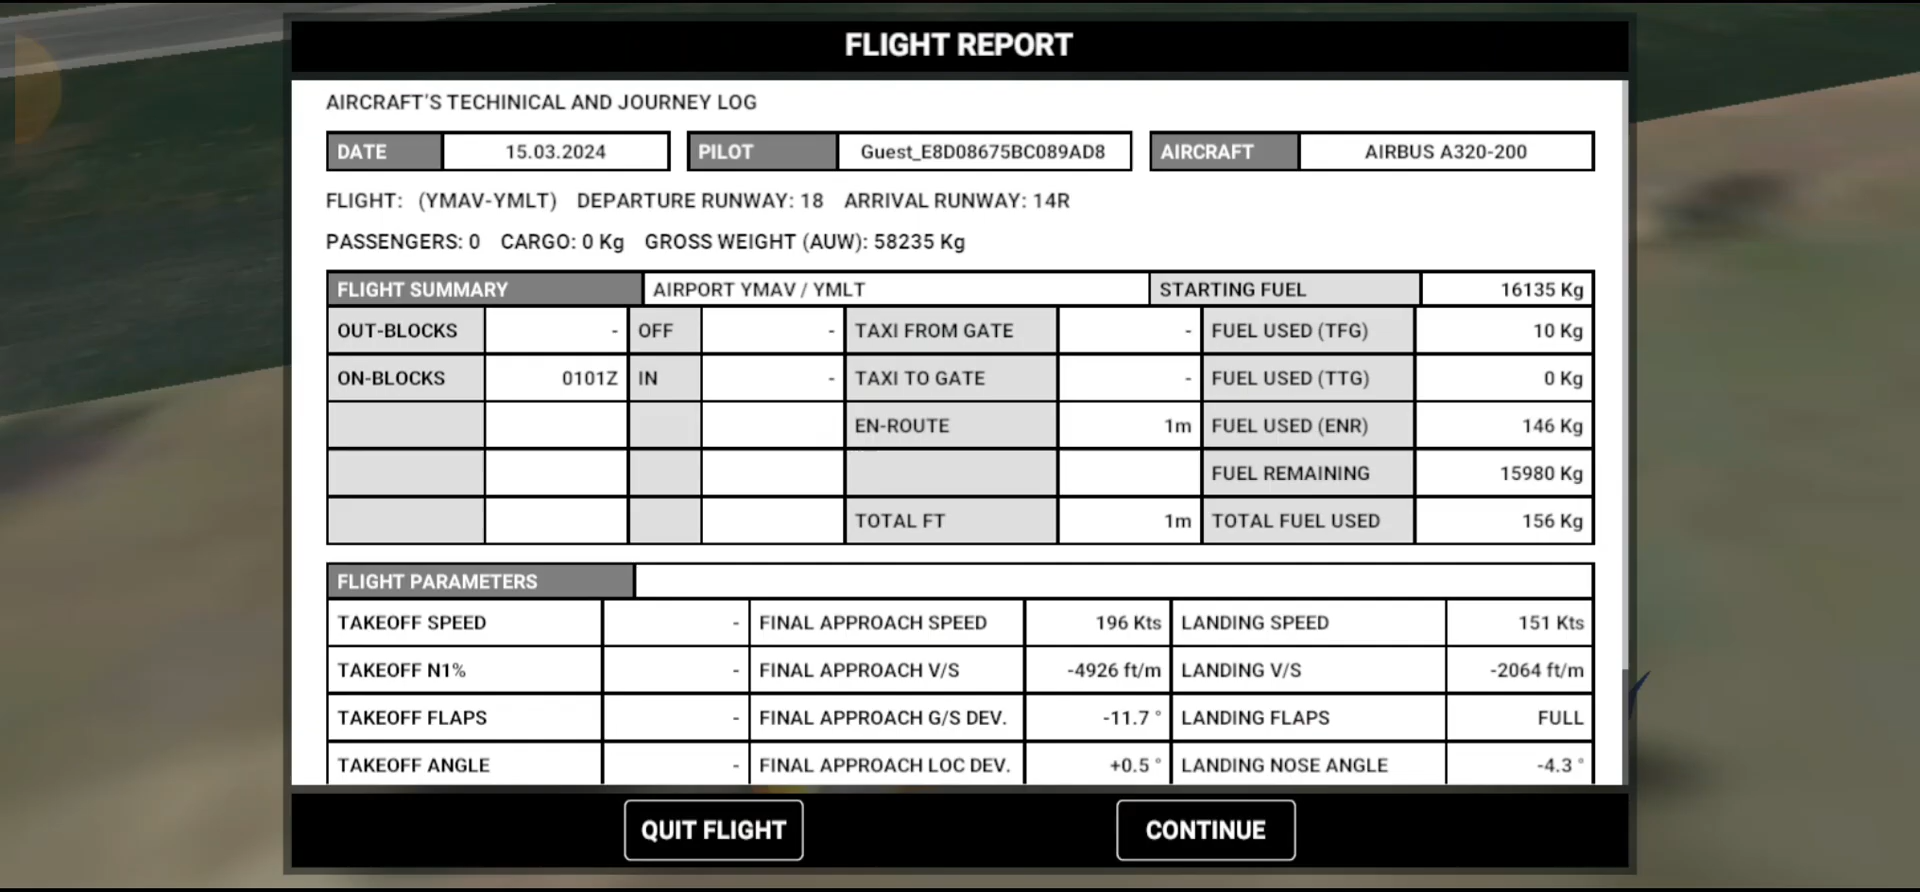 FLIGHT REPORT
AIRCRAFT'S TECHINICAL AND JOURNEY LOG
DATE 15.03.2024 PILOT Guest_E8D08675BC089AD8 AIRCRAFT AIRBUS A320-200
FLIGHT: (YMAV-YMLT) DEPARTURE RUNWAY: 18 ARRIVAL RUNWAY: 14R
PASSENGERS: 0 CARGO: 0 Kg GROSS WEIGHT (AUW): 58235 Kg
FLIGHT SUMMARY AIRPORT YMAV / YMLT STARTING FUEL 16135 Kg
OUT-BLOCKS - OFF - TAXI FROM GATE - FUEL USED (TFG) 10 Kg
ON-BLOCKS 0101Z IN - TAXI TO GATE - FUEL USED (TTG) 0 Kg
EN-ROUTE 1m FUEL USED (ENR) 146 Kg
FUEL REMAINING 15980 Kg
TOTAL FT 1m TOTAL FUEL USED 156 Kg
FLIGHT PARAMETERS
TAKEOFF SPEED - FINAL APPROACH SPEED 196 Kts LANDING SPEED 151 Kts
TAKEOFF N1% - FINAL APPROACH V/S -4926 ft/m LANDING V/S -2064 ft/m
TAKEOFF FLAPS - FINAL APPROACH G/S DEV. -11.7 ° LANDING FLAPS FULL
TAKEOFF ANGLE - FINAL APPROACH LOC DEV. +0.5 ° LANDING NOSE ANGLE -4.3 °
QUIT FLIGHT CONTINUE